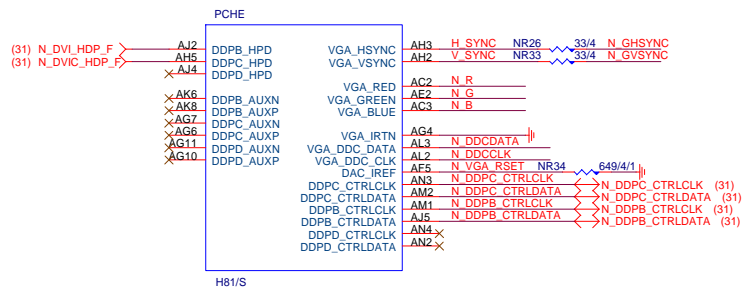 PCHE
(31) N_DVI_HDP_F AJ2 DDPB_HPD VGA_HSYNC AH3 H_SYNC NR26 33/4 N_GHSYNC
(31) N_DVIC_HDP_F AH5 DDPC_HPD VGA_VSYNC AH2 V_SYNC NR33 33/4 N_GVSYNC
AJ4 DDPD_HPD
VGA_RED AC2 N_R
AK6 DDPB_AUXN VGA_GREEN AE2 N_G
AK8 DDPB_AUXP VGA_BLUE AC3 N_B
AG7 DDPC_AUXN
AG6 DDPC_AUXP VGA_IRTN AG4
AG11 DDPD_AUXN VGA_DDC_DATA AL3 N_DDCDATA
AG10 DDPD_AUXP VGA_DDC_CLK AL2 N_DDCCLK
DAC_IREF AF5 N_VGA_RSET NR34 649/4/1
DDPC_CTRLCLK AN3 N_DDPC_CTRLCLK N_DDPC_CTRLCLK (31)
DDPC_CTRLDATA AM2 N_DDPC_CTRLDATA N_DDPC_CTRLDATA (31)
DDPB_CTRLCLK AM1 N_DDPB_CTRLCLK N_DDPB_CTRLCLK (31)
DDPB_CTRLDATA AJ5 N_DDPB_CTRLDATA N_DDPB_CTRLDATA (31)
DDPD_CTRLCLK AN4
DDPD_CTRLDATA AN2
H81/S